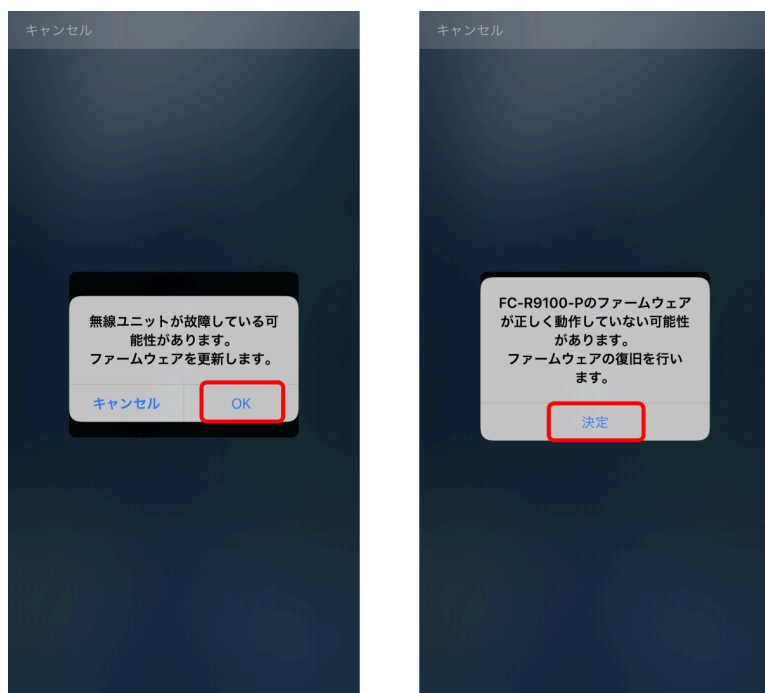 キャンセル
無線ユニットが故障している可
能性があります。
ファームウェアを更新します。
キャンセル
OK
キャンセル
FC-R9100-Pのファームウェア
が正しく動作していない可能性
があります。
ファームウェアの復旧を行い
ます。
決定